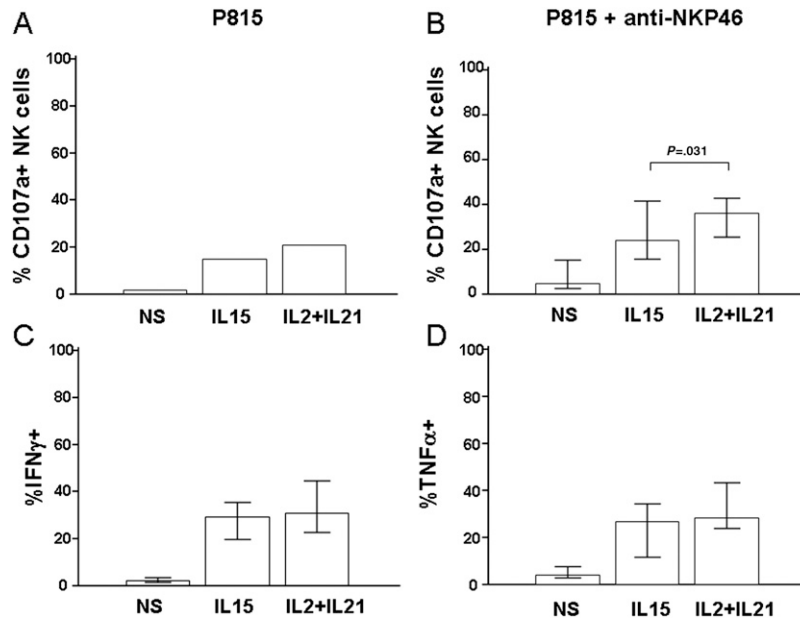 A
P815
% CD107a+ NK cells
100
80
60
40
20
0
NS IL15 IL2+IL21
B
P815 + anti-NKP46
% CD107a+ NK cells
100
80
60
40
20
0
P=.031
NS IL15 IL2+IL21
C
%IFNγ+
100
80
60
40
20
0
NS IL15 IL2+IL21
D
%TNFα+
100
80
60
40
20
0
NS IL15 IL2+IL21